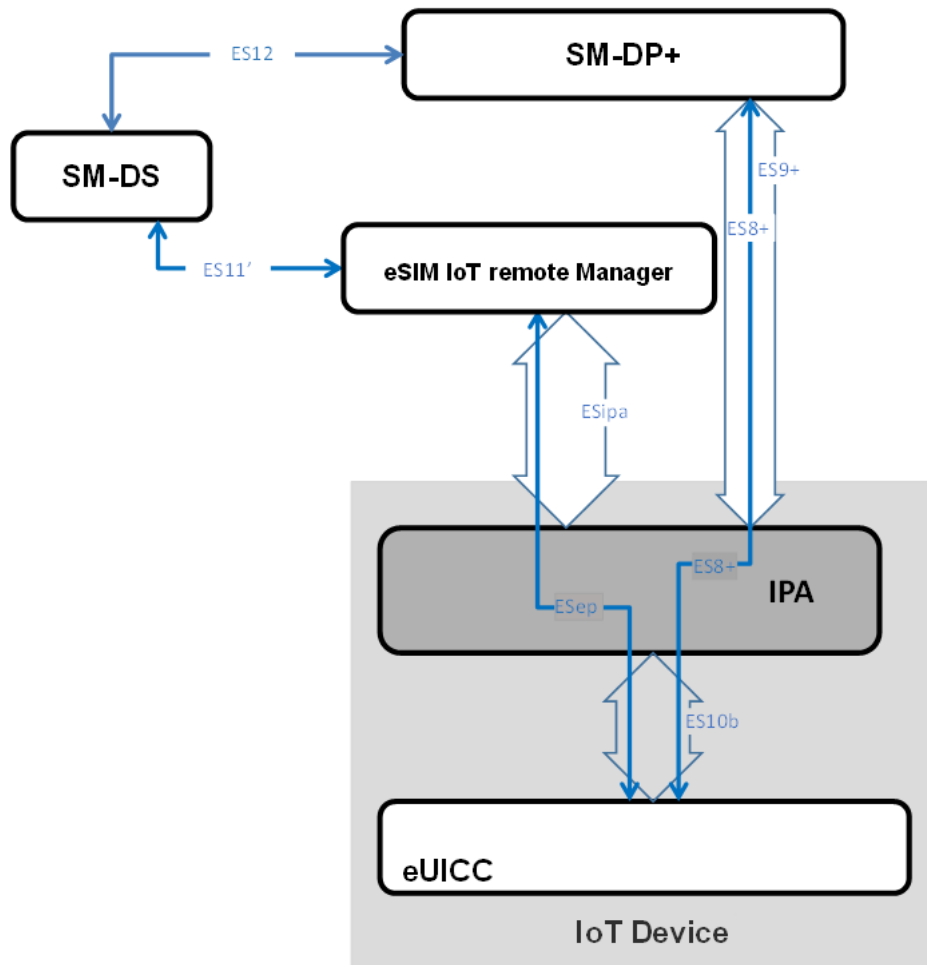 ES12
SM-DP+
SM-DS
ES9+
ES8+
ES11’
eSIM IoT remote Manager
ESipa
ES8+
IPA
ESep
ES10b
eUICC
IoT Device